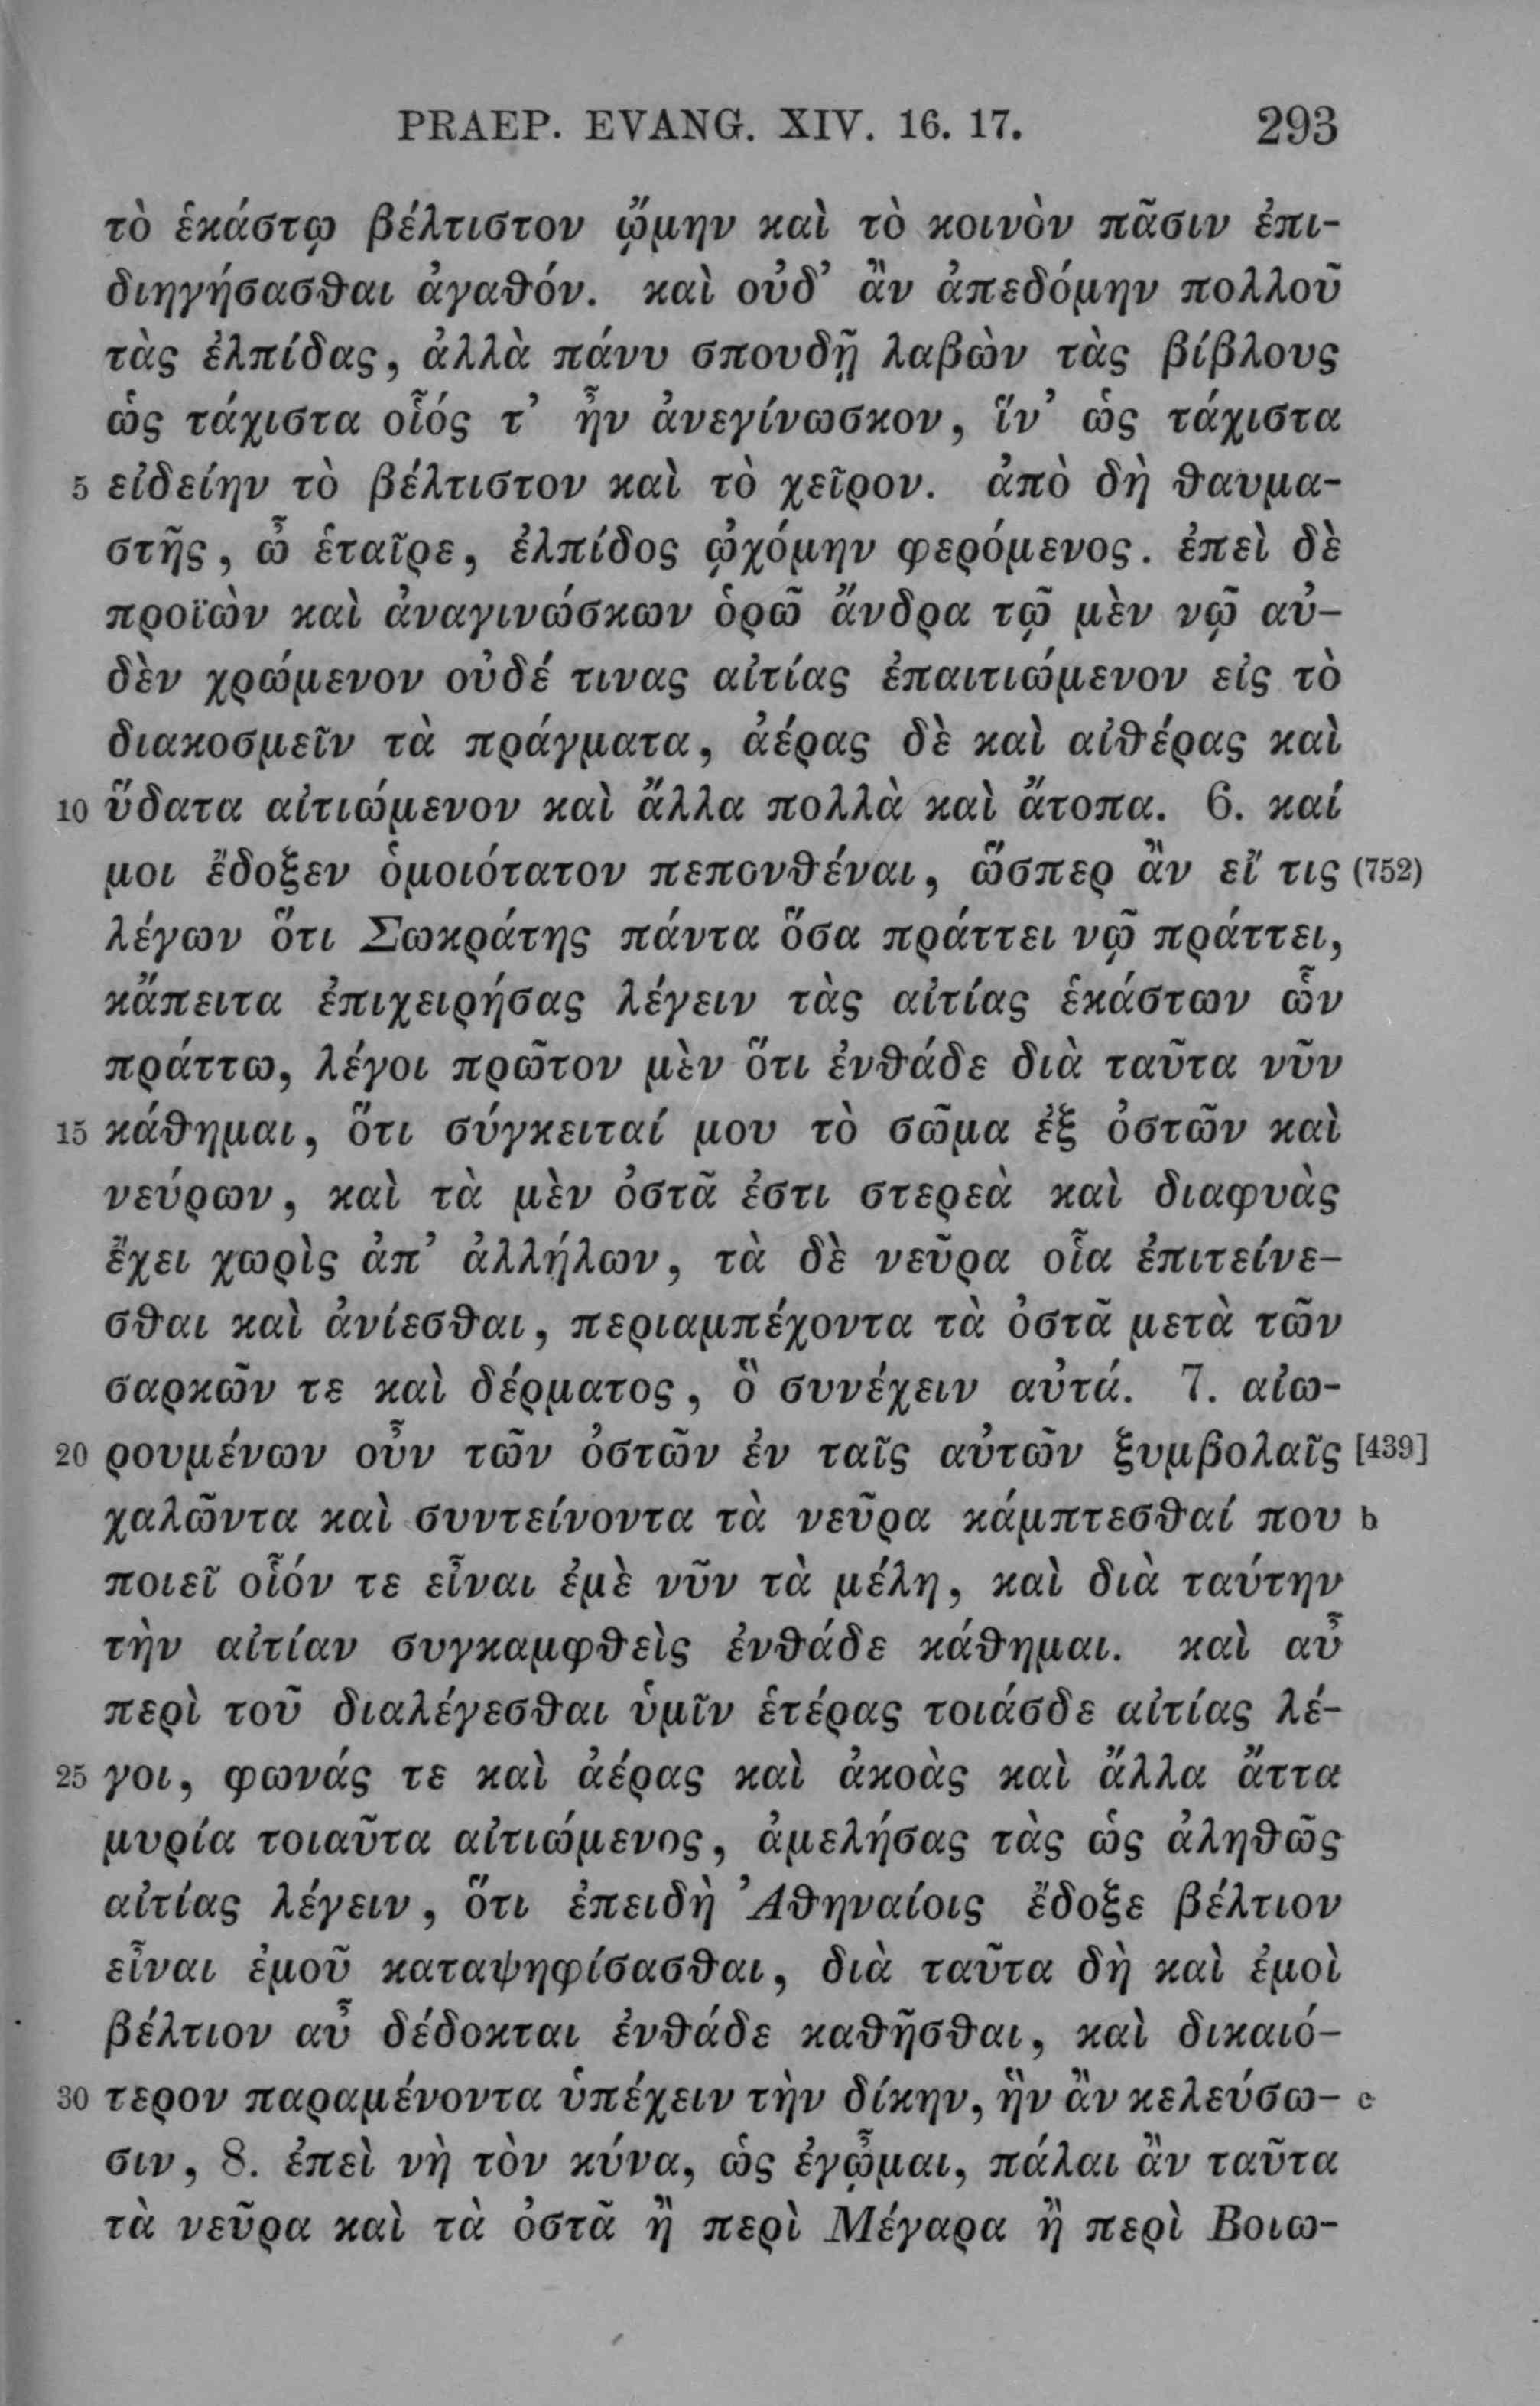 PRAEP. EVANG. XIV. 16. 17. 293
τὸ ἑκάστῳ βέλτιστον ᾤμην καὶ τὸ κοινὸν πᾶσιν ἐπι-
διηγήσασθαι ἀγαθόν. καὶ οὐδ’ ἂν ἀπεδόμην πολλοῦ
τὰς ἐλπίδας, ἀλλὰ πάνυ σπουδῇ λαβὼν τὰς βίβλους
ὡς τάχιστα οἷός τ’ ἦν ἀνεγίνωσκον, ἵν’ ὡς τάχιστα
5 εἰδείην τὸ βέλτιστον καὶ τὸ χεῖρον. ἀπὸ δὴ θαυμα-
στῆς, ὦ ἑταῖρε, ἐλπίδος ᾠχόμην φερόμενος. ἐπεὶ δὲ
προϊὼν καὶ ἀναγινώσκων ὁρῶ ἄνδρα τῷ μὲν νῷ αὐ-
δὲν χρώμενον οὐδέ τινας αἰτίας ἐπαιτιώμενον εἰς τὸ
διακοσμεῖν τὰ πράγματα, ἀέρας δὲ καὶ αἰθέρας καὶ
10 ὕδατα αἰτιώμενον καὶ ἄλλα πολλὰ καὶ ἄτοπα. 6. καί
μοι ἔδοξεν ὁμοιότατον πεπονθέναι, ὥσπερ ἂν εἴ τις (752)
λέγων ὅτι Σωκράτης πάντα ὅσα πράττει νῷ πράττει,
κἄπειτα ἐπιχειρήσας λέγειν τὰς αἰτίας ἑκάστων ὧν
πράττω, λέγοι πρῶτον μὲν ὅτι ἐνθάδε διὰ ταῦτα νῦν
15 κάθημαι, ὅτι σύγκειταί μου τὸ σῶμα ἐξ ὀστῶν καὶ
νεύρων, καὶ τὰ μὲν ὀστᾶ ἐστι στερεὰ καὶ διαφυὰς
ἔχει χωρὶς ἀπ’ ἀλλήλων, τὰ δὲ νεῦρα οἷα ἐπιτείνε-
σθαι καὶ ἀνίεσθαι, περιαμπέχοντα τὰ ὀστᾶ μετὰ τῶν
σαρκῶν τε καὶ δέρματος, ὃ συνέχειν αὐτά. 7. αἰω-
20 ρουμένων οὖν τῶν ὀστῶν ἐν ταῖς αὐτῶν ξυμβολαῖς [439]
χαλῶντα καὶ συντείνοντα τὰ νεῦρα κάμπτεσθαί που b
ποιεῖ οἷόν τε εἶναι ἐμὲ νῦν τὰ μέλη, καὶ διὰ ταύτην
τὴν αἰτίαν συγκαμφθεὶς ἐνθάδε κάθημαι. καὶ αὖ
περὶ τοῦ διαλέγεσθαι ὑμῖν ἑτέρας τοιάσδε αἰτίας λέ-
25 γοι, φωνάς τε καὶ ἀέρας καὶ ἀκοὰς καὶ ἄλλα ἄττα
μυρία τοιαῦτα αἰτιώμενος, ἀμελήσας τὰς ὡς ἀληθῶς
αἰτίας λέγειν, ὅτι ἐπειδὴ Ἀθηναίοις ἔδοξε βέλτιον
εἶναι ἐμοῦ καταψηφίσασθαι, διὰ ταῦτα δὴ καὶ ἐμοὶ
βέλτιον αὖ δέδοκται ἐνθάδε καθῆσθαι, καὶ δικαιό-
30 τερον παραμένοντα ὑπέχειν τὴν δίκην, ἣν ἂν κελεύσω- c
σιν, 8. ἐπεὶ νὴ τὸν κύνα, ὡς ἐγᾦμαι, πάλαι ἂν ταῦτα
τὰ νεῦρα καὶ τὰ ὀστᾶ ἢ περὶ Μέγαρα ἢ περὶ Βοιω-